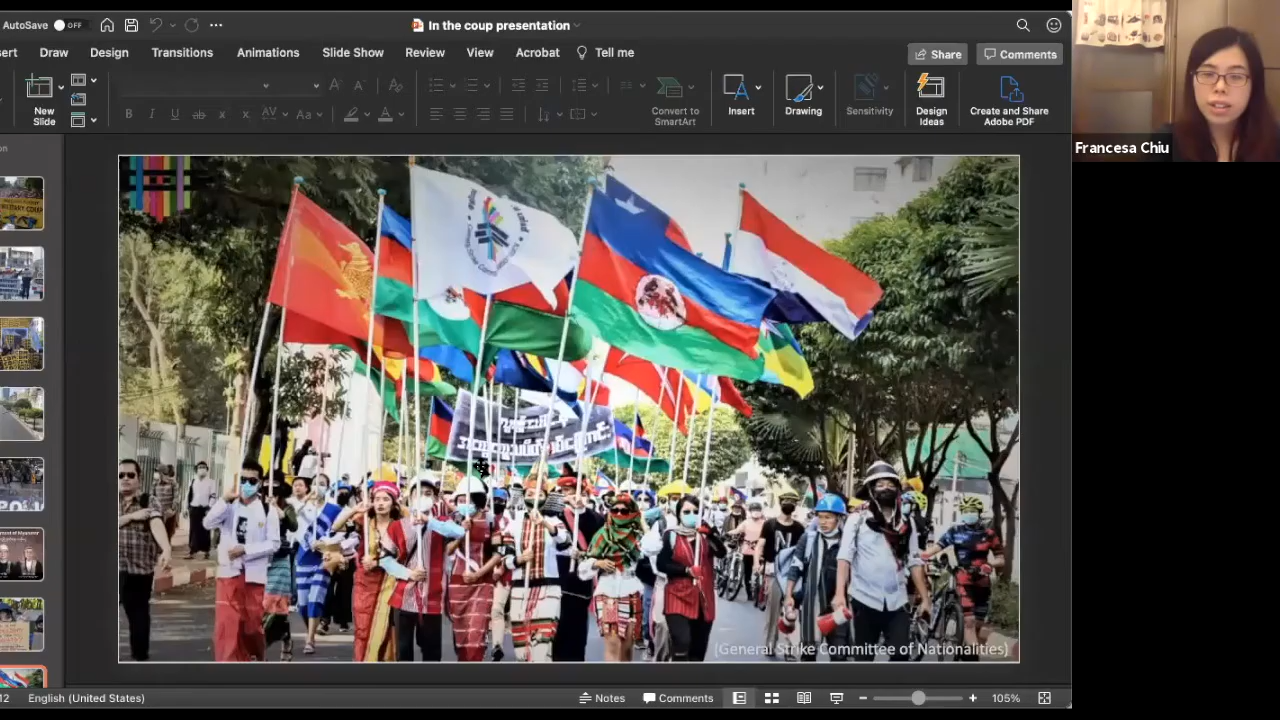 AutoSave OFF
In the coup presentation
Draw Design Transitions Animations Slide Show Review View Acrobat Tell me
Share Comments
New
Slide
Convert to
SmartArt
Insert
Drawing
Sensitivity
Design
Ideas
Create and Share
Adobe PDF
Francesa Chiu
(General Strike Committee of Nationalities)
English (United States)
Notes
Comments
105%